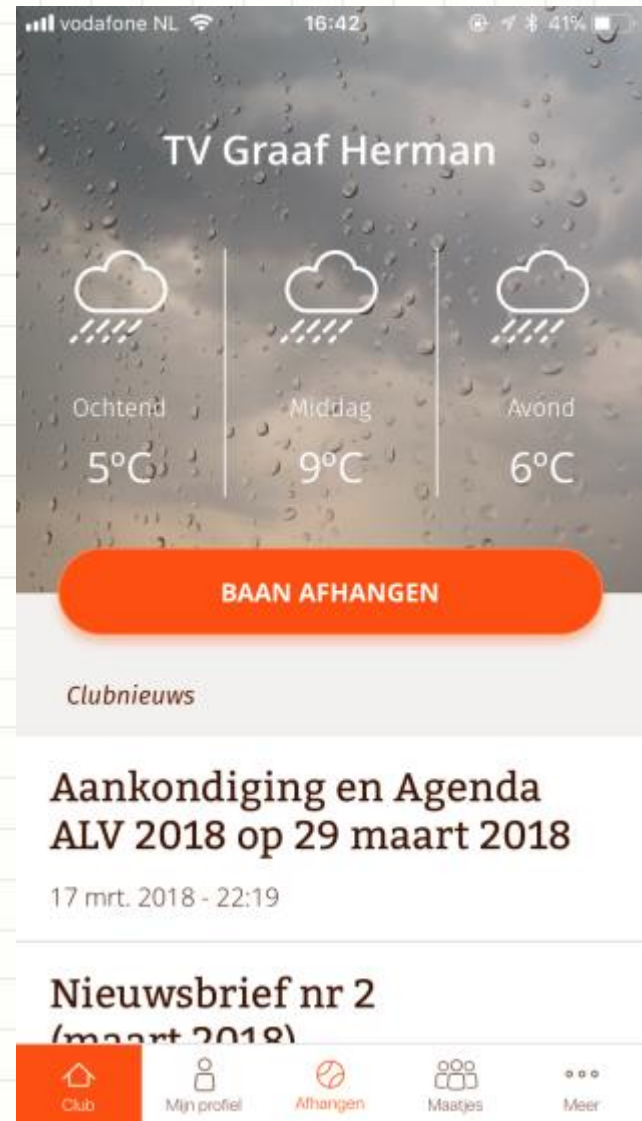 vodafone NL 16:42 41%
TV Graaf Herman
Ochtend Middag Avond
5°C 9°C 6°C
BAAN AFHANGEN
Clubnieuws
Aankondiging en Agenda
ALV 2018 op 29 maart 2018
17 mrt. 2018 - 22:19
Nieuwsbrief nr 2
(maart 2018)
Club Mijn profiel Afhangen Maatjes Meer